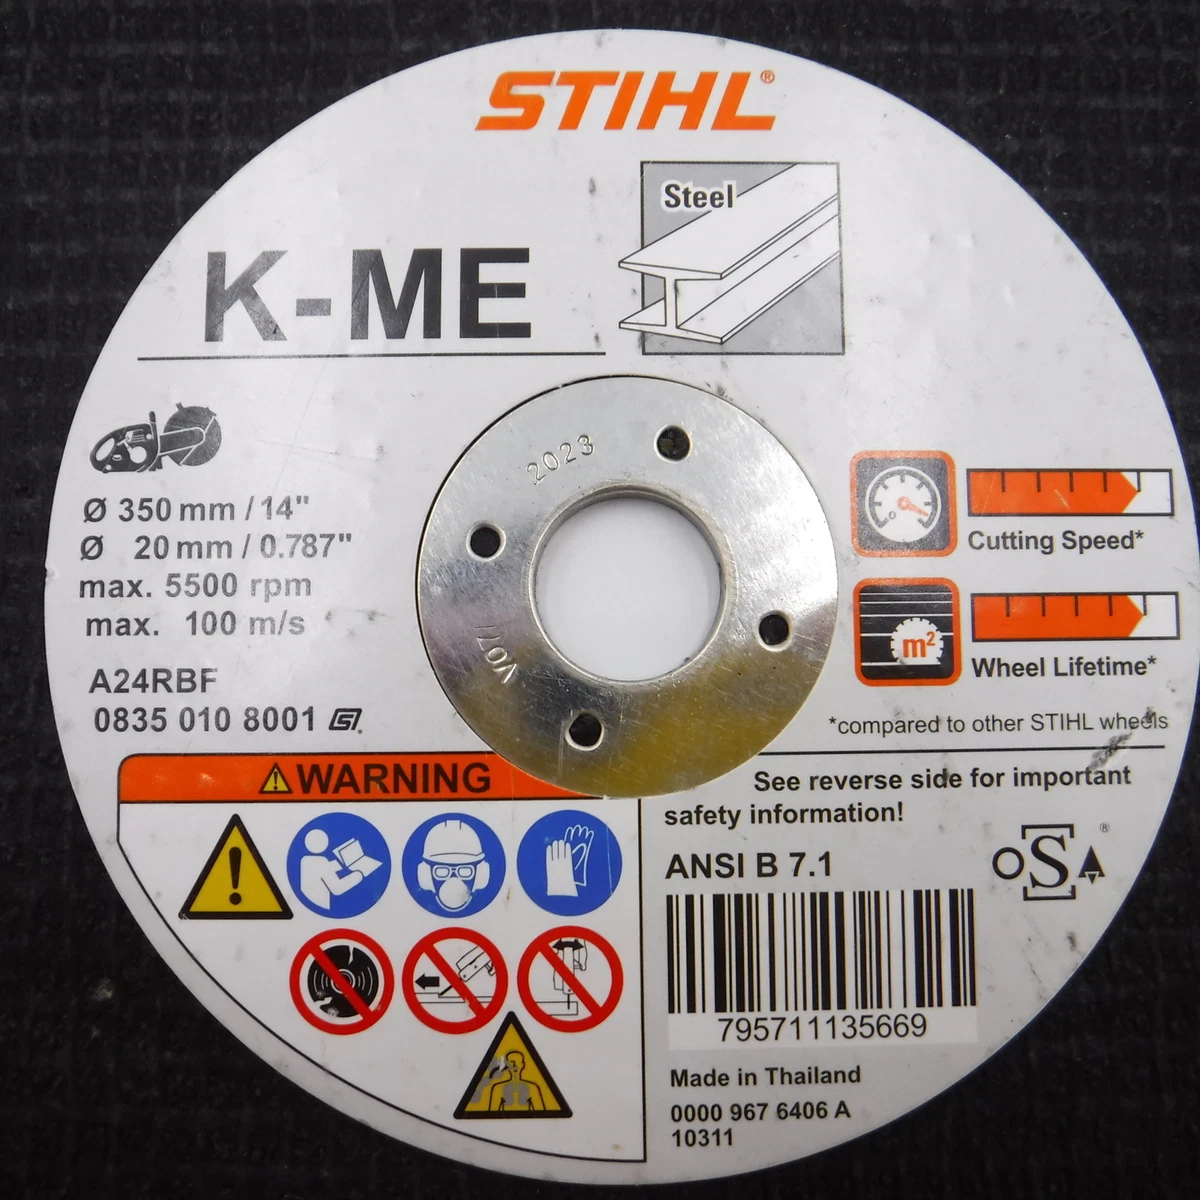 STIHL®
Steel
K-ME
2023
V07/
Ø 350 mm / 14"
Ø 20 mm / 0.787"
max. 5500 rpm
max. 100 m/s
A24RBF
0835 010 8001
Cutting Speed*
m²
Wheel Lifetime*
*compared to other STIHL wheels
WARNING
See reverse side for important
safety information!
ANSI B 7.1
oSa®
795711135669
Made in Thailand
0000 967 6406 A
10311